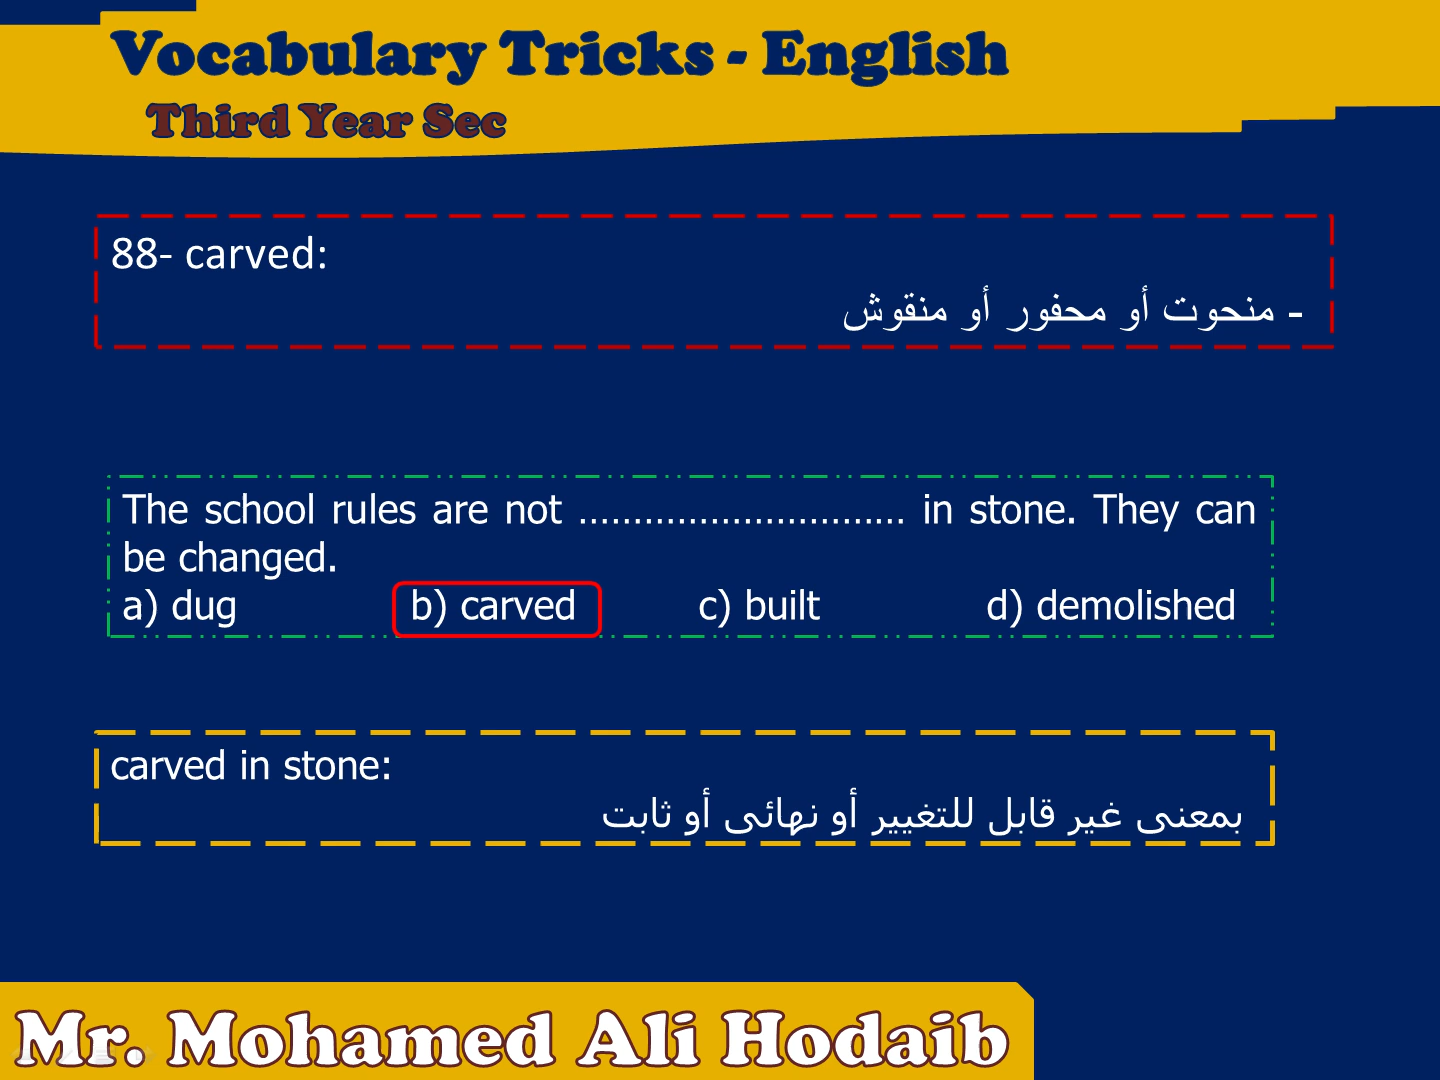 Vocabulary Tricks - English
Third Year Sec
88- carved:
- منحوت أو محفور أو منقوش
The school rules are not ………………………… in stone. They can
be changed.
a) dug b) carved c) built d) demolished
carved in stone:
بمعنى غير قابل للتغيير أو نهائى أو ثابت
Mr. Mohamed Ali Hodaib